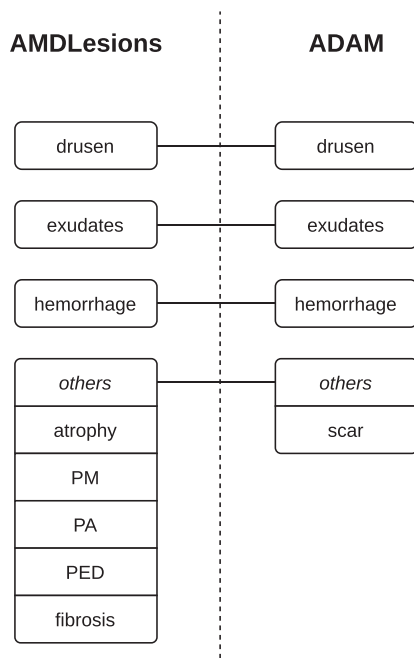 AMDLesions ADAM
drusen drusen
exudates exudates
hemorrhage hemorrhage
others others
atrophy scar
PM
PA
PED
fibrosis